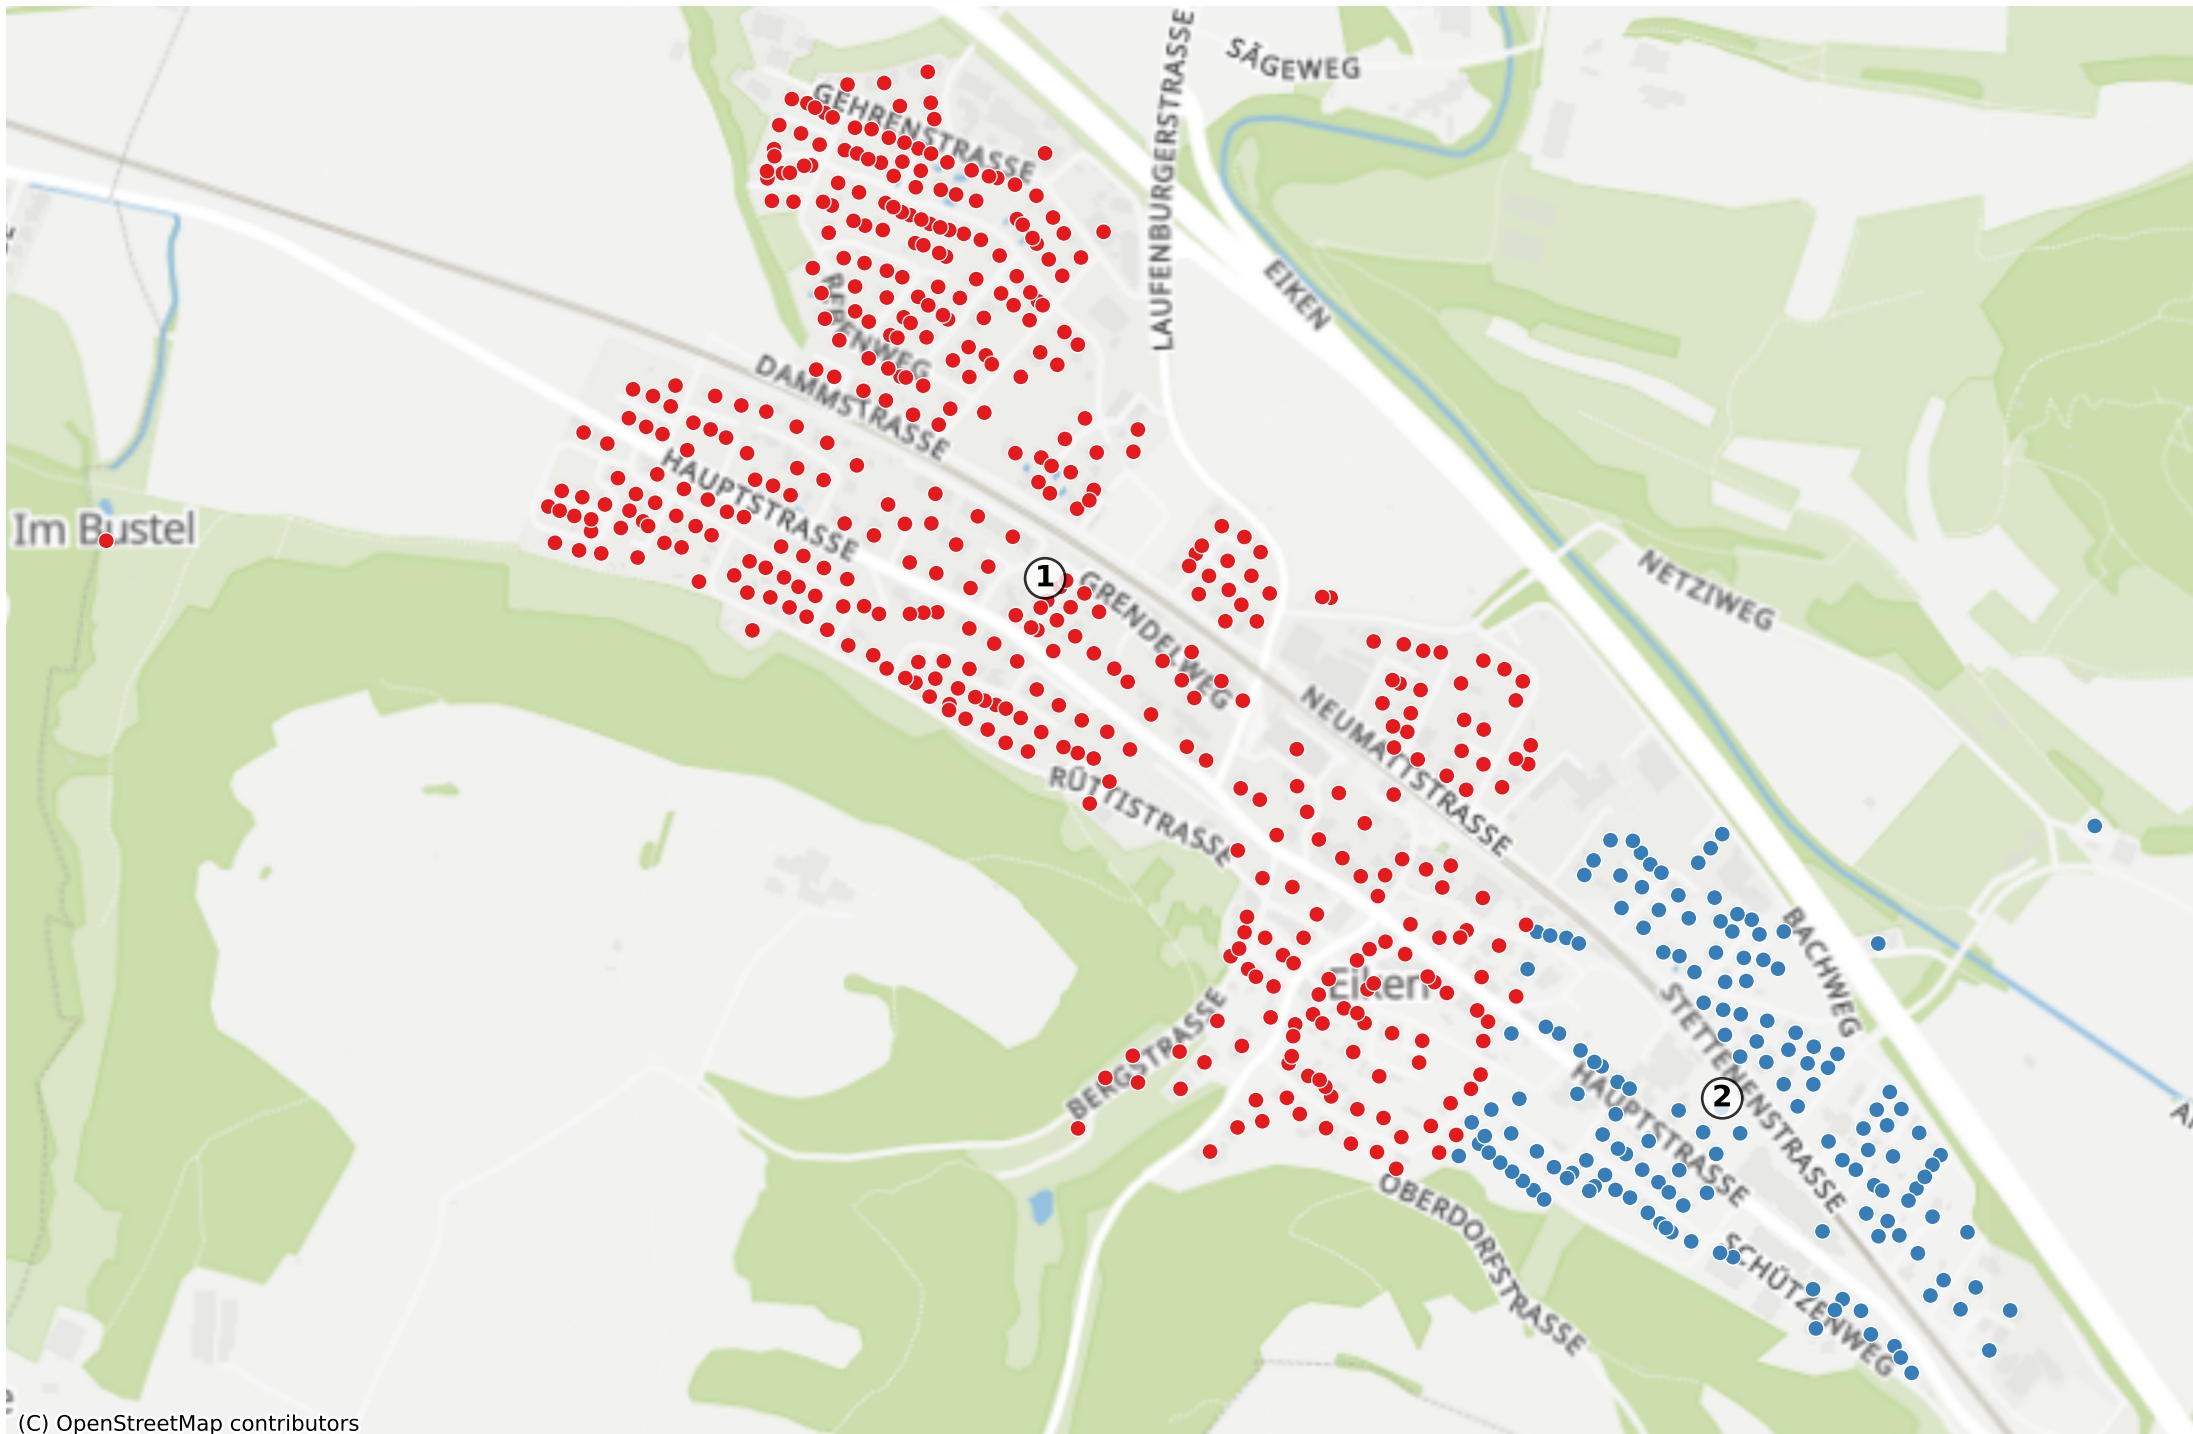 SÄGEWEG
GEHRENSTRASSE
LAUFENBURGERSTRASSE
EIKEN
DAMMSTRASSE
HAUPTSTRASSE
Im Bustel
1
GRENDELWEG
NETZIWEG
NEUMATTSTRASSE
RÜTTISTRASSE
BACHWEG
Eiken
BERGSTRASSE
STETTENENSTRASSE
HAUPTSTRASSE
2
OBERDORFSTRASSE
SCHÜTZENWEG
(C) OpenStreetMap contributors